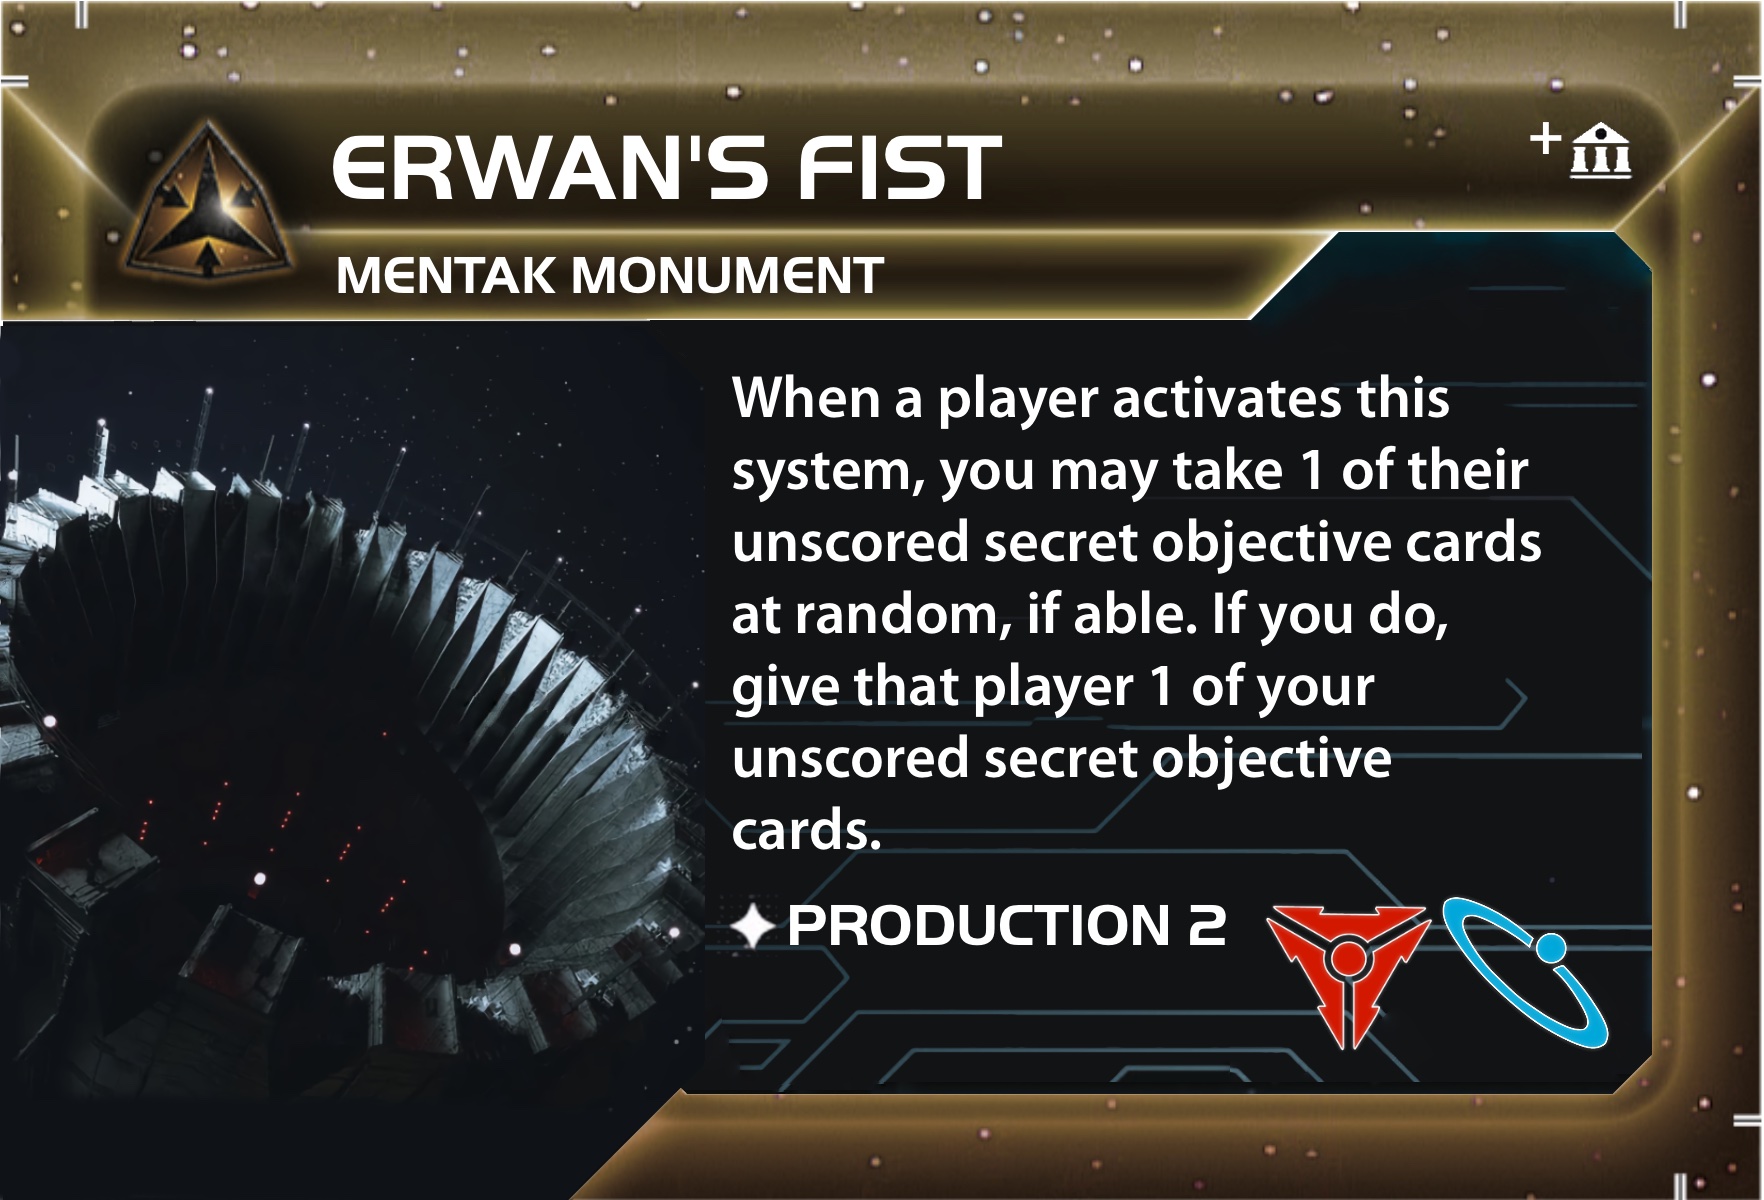 ERWAN'S FIST
+
MENTAK MONUMENT
When a player activates this
system, you may take 1 of their
unscored secret objective cards
at random, if able. If you do,
give that player 1 of your
unscored secret objective
cards.
PRODUCTION 2